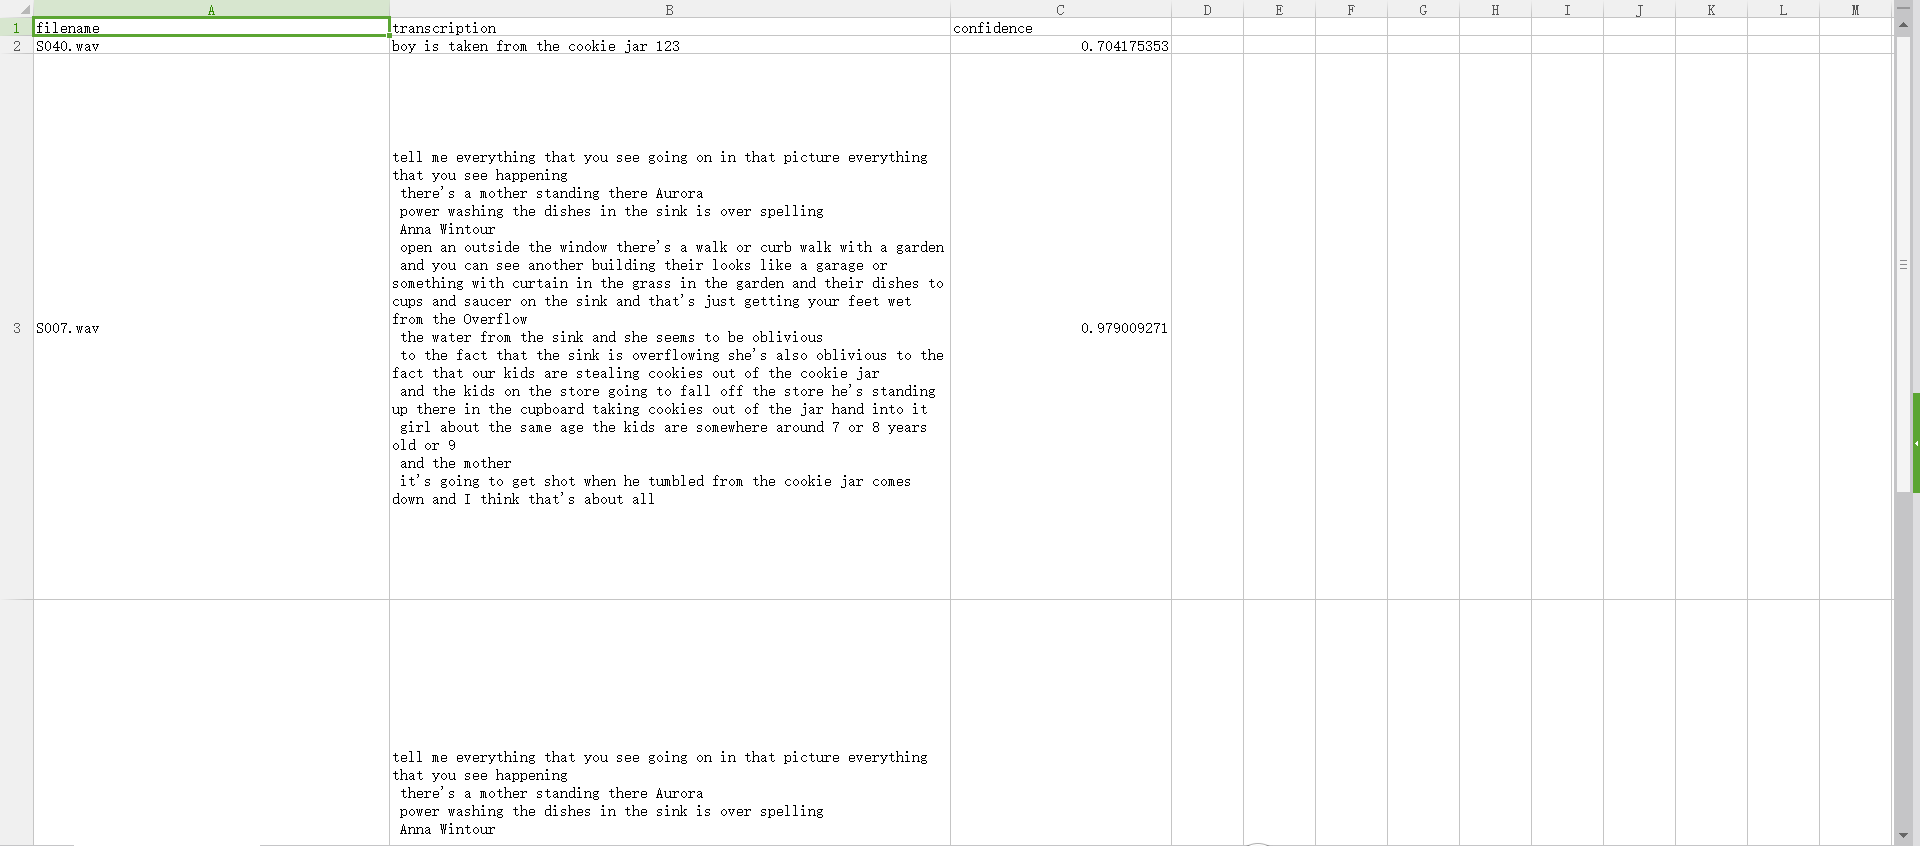 A B C D E F G H I J K L M
1 filename transcription confidence
2 S040.wav boy is taken from the cookie jar 123 0.704175353
tell me everything that you see going on in that picture everything
that you see happening
there's a mother standing there Aurora
power washing the dishes in the sink is over spelling
Anna Wintour
open an outside the window there's a walk or curb walk with a garden
and you can see another building their looks like a garage or
something with curtain in the grass in the garden and their dishes to
cups and saucer on the sink and that's just getting your feet wet
from the Overflow
3 S007.wav 0.979009271
the water from the sink and she seems to be oblivious
to the fact that the sink is overflowing she's also oblivious to the
fact that our kids are stealing cookies out of the cookie jar
and the kids on the store going to fall off the store he's standing
up there in the cupboard taking cookies out of the jar hand into it
girl about the same age the kids are somewhere around 7 or 8 years
old or 9
and the mother
it's going to get shot when he tumbled from the cookie jar comes
down and I think that's about all
tell me everything that you see going on in that picture everything
that you see happening
there's a mother standing there Aurora
power washing the dishes in the sink is over spelling
Anna Wintour